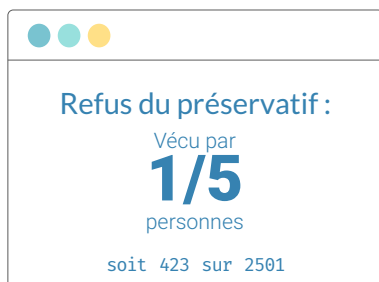 Refus du préservatif :
Vécu par
1/5
personnes
soit 423 sur 2501